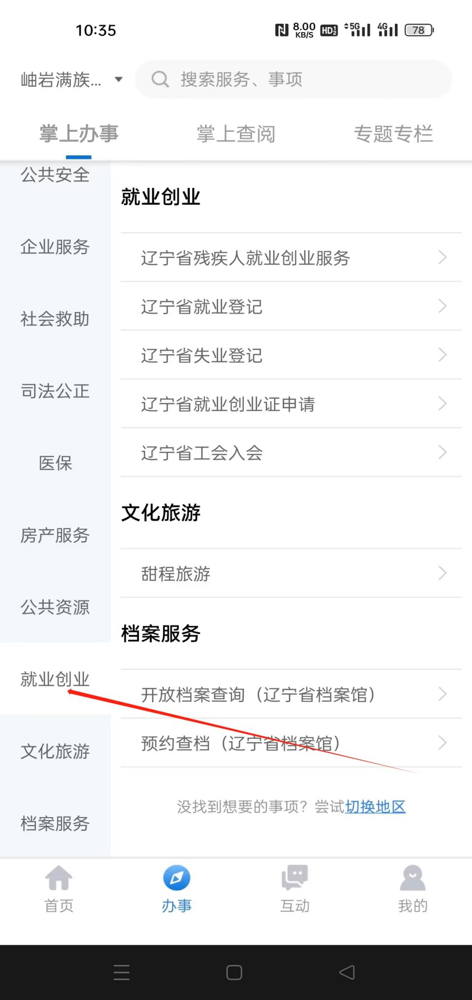 10:35
8.00
KB/S
HD
1
2
5G
4G
78
岫岩满族...
搜索服务、事项
掌上办事
掌上查阅
专题专栏
公共安全
企业服务
社会救助
司法公正
医保
房产服务
公共资源
就业创业
文化旅游
档案服务
就业创业
辽宁省残疾人就业创业服务
辽宁省就业登记
辽宁省失业登记
辽宁省就业创业证申请
辽宁省工会入会
文化旅游
甜程旅游
档案服务
开放档案查询（辽宁省档案馆）
预约查档（辽宁省档案馆）
没找到想要的事项？尝试切换地区
首页
办事
互动
我的